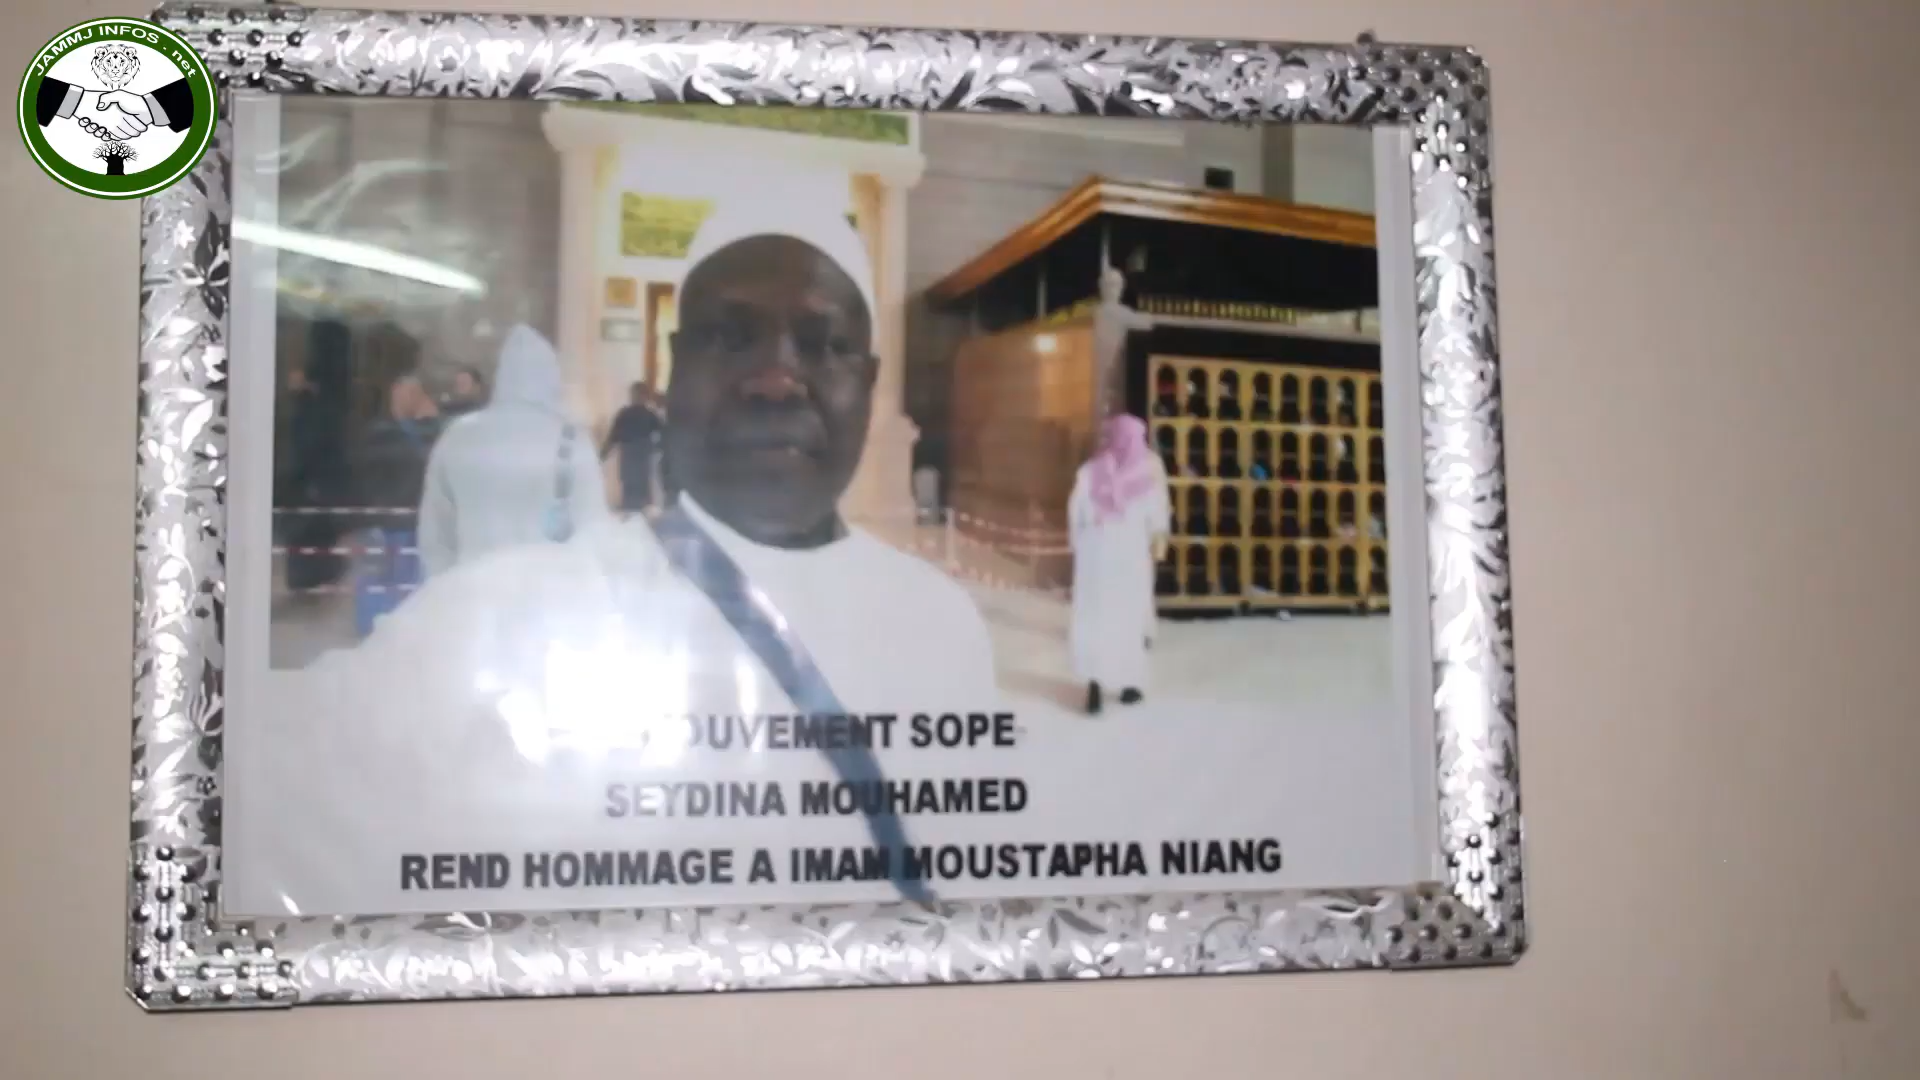 JAMMJ INFOS . net
MOUVEMENT SOPE
SEYDINA MOUHAMED
REND HOMMAGE A IMAM MOUSTAPHA NIANG